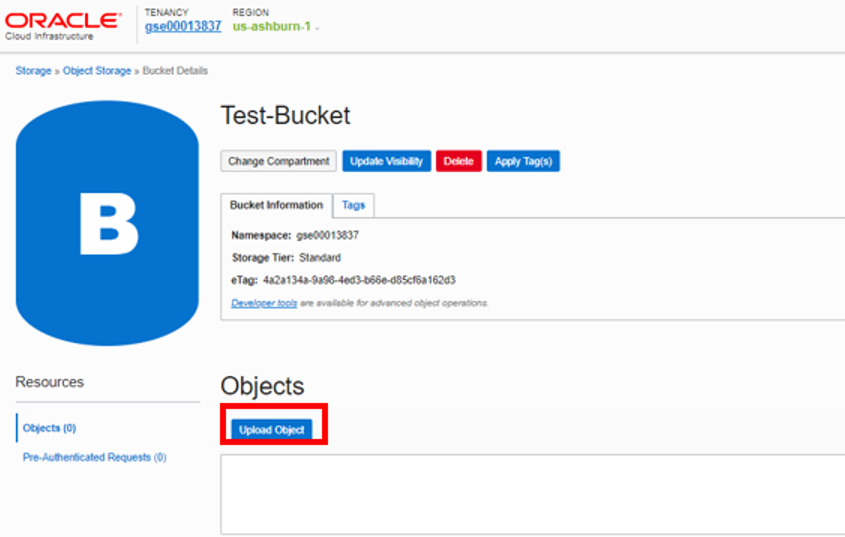 ORACLE®
Cloud Infrastructure
TENANCY
gse00013837
REGION
us-ashburn-1
Storage » Object Storage » Bucket Details
B
Test-Bucket
Change Compartment Update Visibility Delete Apply Tag(s)
Bucket Information Tags
Namespace: gse00013837
Storage Tier: Standard
eTag: 4a2a134a-9a98-4ed3-b66e-d85cf6a162d3
Developer tools are available for advanced object operations.
Resources
Objects (0)
Pre-Authenticated Requests (0)
Objects
Upload Object